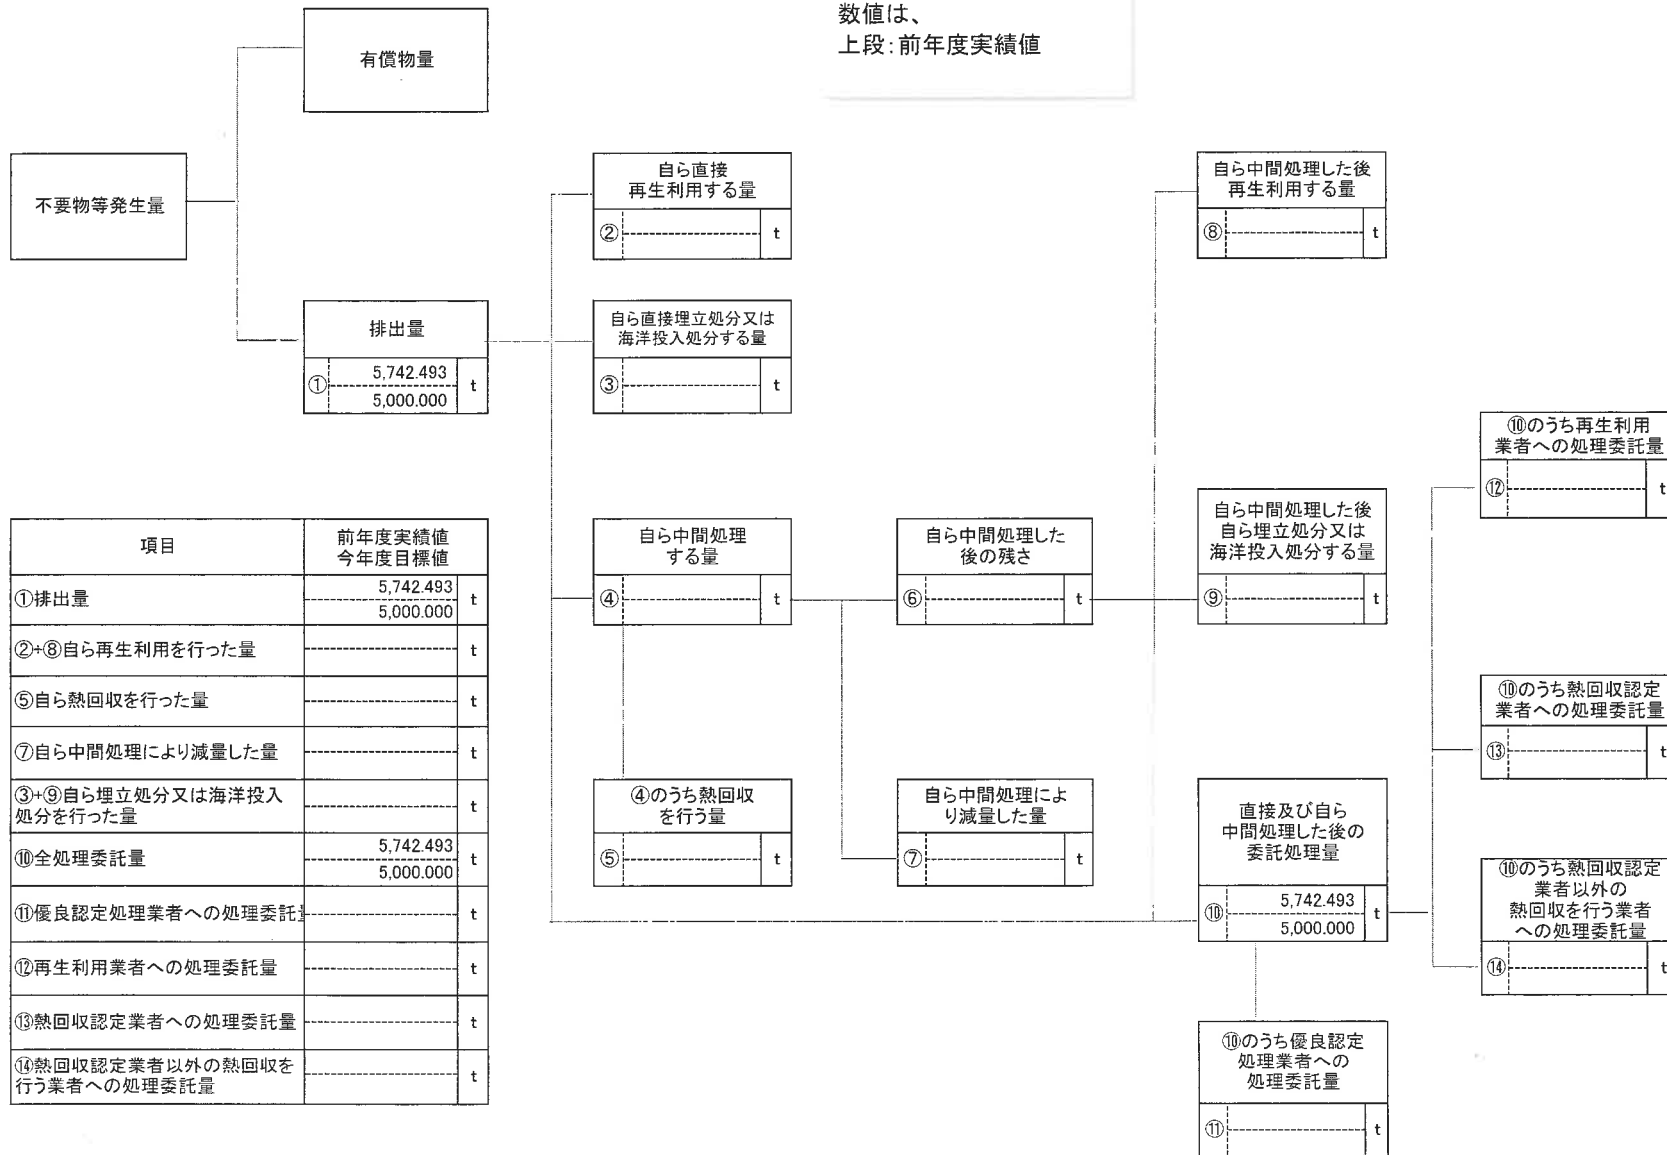 数値は、
上段:前年度実績値
有償物量
不要物等発生量
排出量
① 5,742.493 t
5,000.000
自ら直接
再生利用する量
② t
自ら直接埋立処分又は
海洋投入処分する量
③ t
自ら中間処理した後
再生利用する量
⑧ t
自ら中間処理
する量
④ t
自ら中間処理した
後の残さ
⑥ t
自ら中間処理した後
自ら埋立処分又は
海洋投入処分する量
⑨ t
④のうち熱回収
を行う量
⑤ t
自ら中間処理によ
り減量した量
⑦ t
直接及び自ら
中間処理した後の
委託処理量
⑩ 5,742.493 t
5,000.000
⑩のうち優良認定
処理業者への
処理委託量
⑪ t
⑩のうち再生利用
業者への処理委託量
⑫ t
⑩のうち熱回収認定
業者への処理委託量
⑬ t
⑩のうち熱回収認定
業者以外の
熱回収を行う業者
への処理委託量
⑭ t
項目
前年度実績値
今年度目標値
①排出量 5,742.493 t
5,000.000
②+⑧自ら再生利用を行った量 t
⑤自ら熱回収を行った量 t
⑦自ら中間処理により減量した量 t
③+⑨自ら埋立処分又は海洋投入
処分を行った量 t
⑩全処理委託量 5,742.493 t
5,000.000
⑪優良認定処理業者への処理委託 t
⑫再生利用業者への処理委託量 t
⑬熱回収認定業者への処理委託量 t
⑭熱回収認定業者以外の熱回収を
行う業者への処理委託量 t